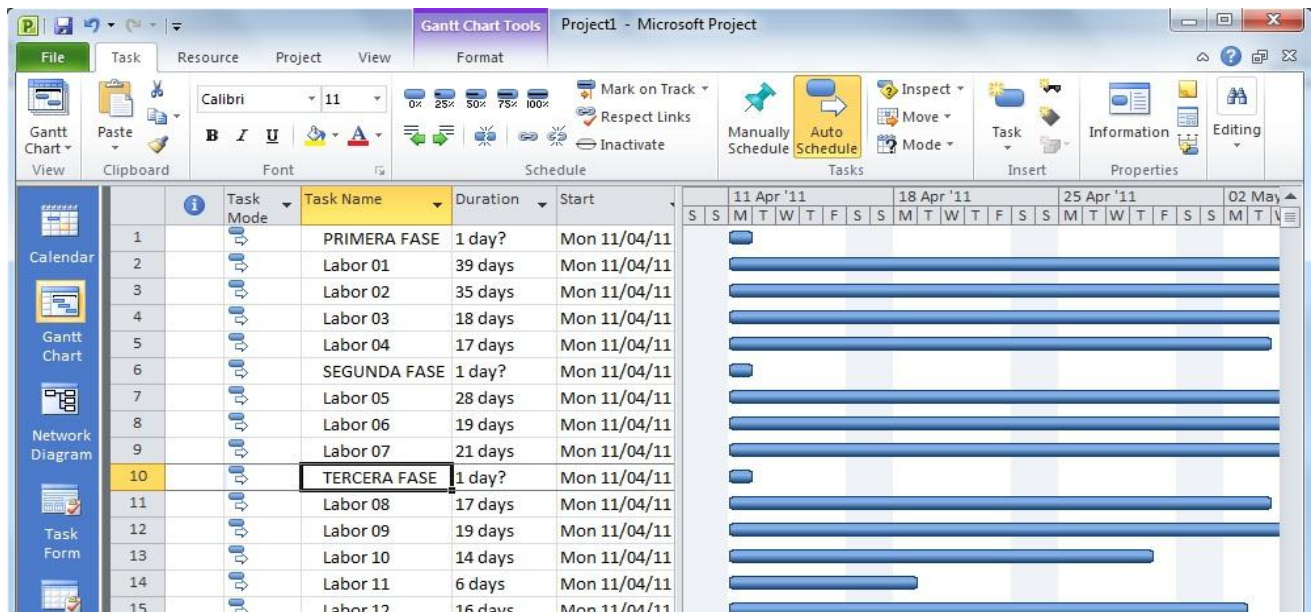 Gantt Chart Tools Project1 - Microsoft Project
File Task Resource Project View Format
Calibri 11
0% 25% 50% 75% 100%
Mark on Track
Respect Links
Inactivate
Inspect
Move
Mode
Gantt Chart
Paste
B I U A
Manually Schedule
Auto Schedule
Task
Information
Editing
View Clipboard Font Schedule Tasks Insert Properties
Task Mode Task Name Duration Start
11 Apr '11 18 Apr '11 25 Apr '11 02 May
S S M T W T F S S M T W T F S S M T W T F S S M T
1 PRIMERA FASE 1 day? Mon 11/04/11
2 Labor 01 39 days Mon 11/04/11
3 Labor 02 35 days Mon 11/04/11
4 Labor 03 18 days Mon 11/04/11
5 Labor 04 17 days Mon 11/04/11
6 SEGUNDA FASE 1 day? Mon 11/04/11
7 Labor 05 28 days Mon 11/04/11
8 Labor 06 19 days Mon 11/04/11
9 Labor 07 21 days Mon 11/04/11
10 TERCERA FASE 1 day? Mon 11/04/11
11 Labor 08 17 days Mon 11/04/11
12 Labor 09 19 days Mon 11/04/11
13 Labor 10 14 days Mon 11/04/11
14 Labor 11 6 days Mon 11/04/11
15 Labor 12 16 days Mon 11/04/11
Calendar
Gantt Chart
Network Diagram
Task Form